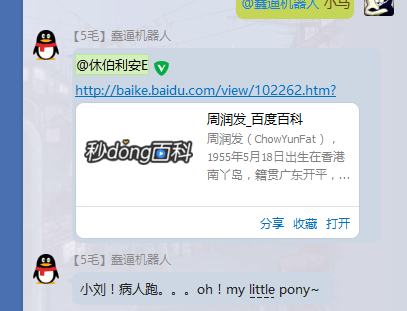 @蠢逼机器人 小马
【5毛】蠢逼机器人
@休伯利安E
http://baike.baidu.com/view/102262.htm?
秒dǒng百科
周润发_百度百科
周润发（ChowYunFat），
1955年5月18日出生在香港
南丫岛，籍贯广东开平，...
分享 收藏 打开
【5毛】蠢逼机器人
小刘！病人跑。。。oh！my little pony~